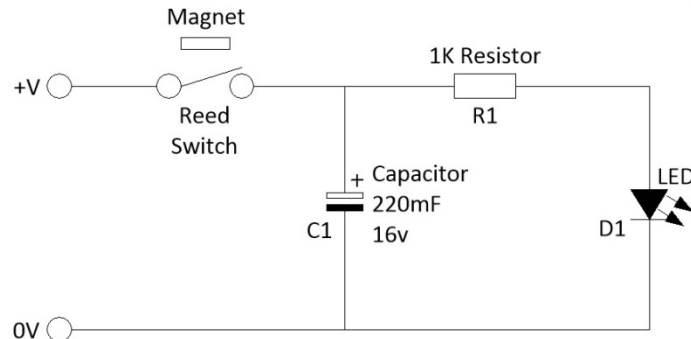 Magnet
+V
Reed
Switch
1K Resistor
R1
+ Capacitor
220mF
16v
C1
LED
D1
0V